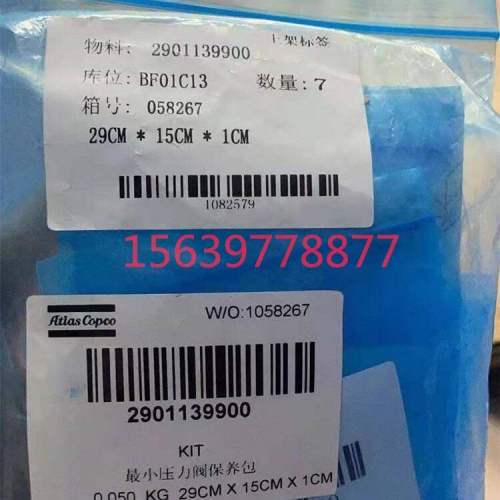 上架标签
物料: 2901139900
库位: BF01C13 数量: 7
箱号: 058267
29CM * 15CM * 1CM
1082579
15639778877
Atlas Copco
W/O:1058267
2901139900
KIT
最小压力阀保养包
0.050 KG 29CM X 15CM X 1CM